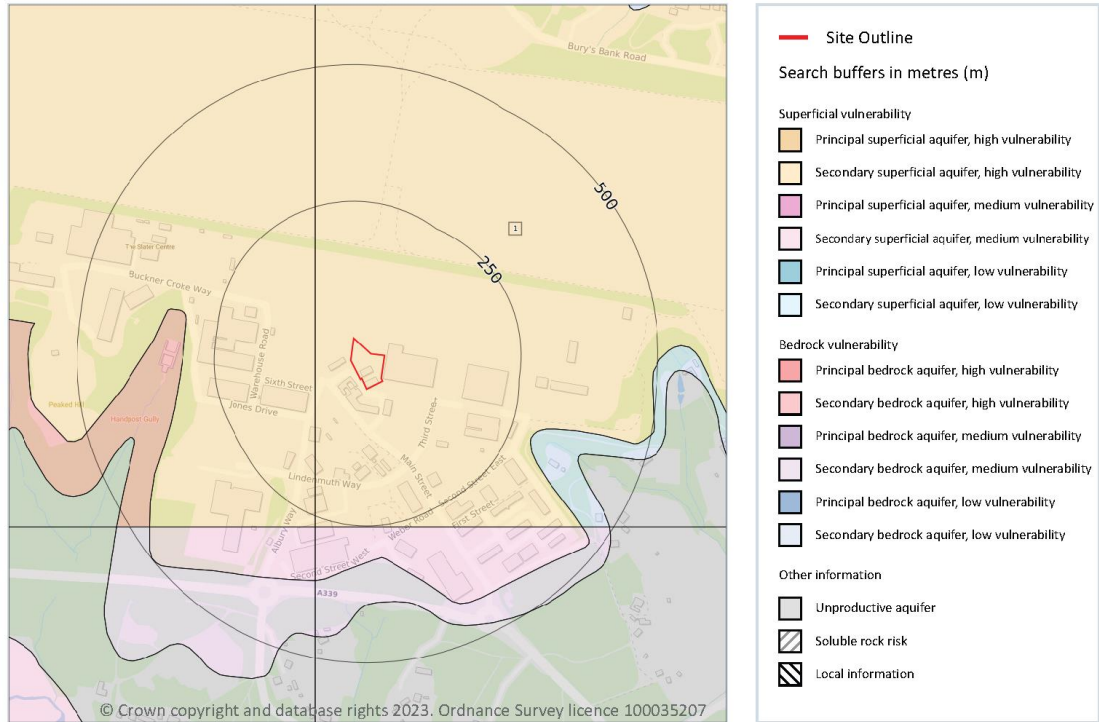 Bury's Bank Road
500
1
250
The Slater Centre
Buckner Croke Way
Warehouse Road
Sixth Street
Jones Drive
Peaked Hill
Handpost Gully
Third Street
Main Street
Lindenmuth Way
Second Street East
First Street
Weber Road
Albury Way
Second Street West
A339
© Crown copyright and database rights 2023. Ordnance Survey licence 100035207
Site Outline
Search buffers in metres (m)
Superficial vulnerability
Principal superficial aquifer, high vulnerability
Secondary superficial aquifer, high vulnerability
Principal superficial aquifer, medium vulnerability
Secondary superficial aquifer, medium vulnerability
Principal superficial aquifer, low vulnerability
Secondary superficial aquifer, low vulnerability
Bedrock vulnerability
Principal bedrock aquifer, high vulnerability
Secondary bedrock aquifer, high vulnerability
Principal bedrock aquifer, medium vulnerability
Secondary bedrock aquifer, medium vulnerability
Principal bedrock aquifer, low vulnerability
Secondary bedrock aquifer, low vulnerability
Other information
Unproductive aquifer
Soluble rock risk
Local information